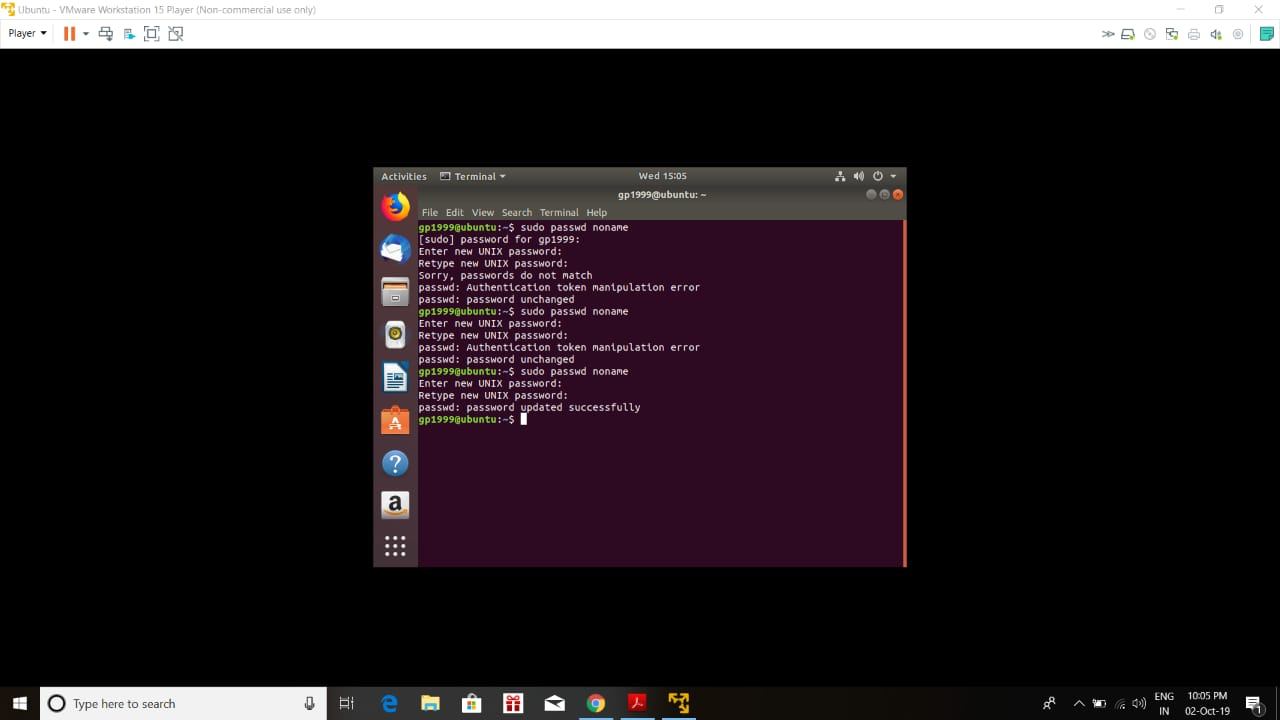 Ubuntu - VMware Workstation 15 Player (Non-commercial use only)
Player
Activities Terminal Wed 15:05
gp1999@ubuntu: ~
File Edit View Search Terminal Help
gp1999@ubuntu:~$ sudo passwd noname
[sudo] password for gp1999:
Enter new UNIX password:
Retype new UNIX password:
Sorry, passwords do not match
passwd: Authentication token manipulation error
passwd: password unchanged
gp1999@ubuntu:~$ sudo passwd noname
Enter new UNIX password:
Retype new UNIX password:
passwd: Authentication token manipulation error
passwd: password unchanged
gp1999@ubuntu:~$ sudo passwd noname
Enter new UNIX password:
Retype new UNIX password:
passwd: password updated successfully
gp1999@ubuntu:~$
Type here to search
ENG
IN
10:05 PM
02-Oct-19
1